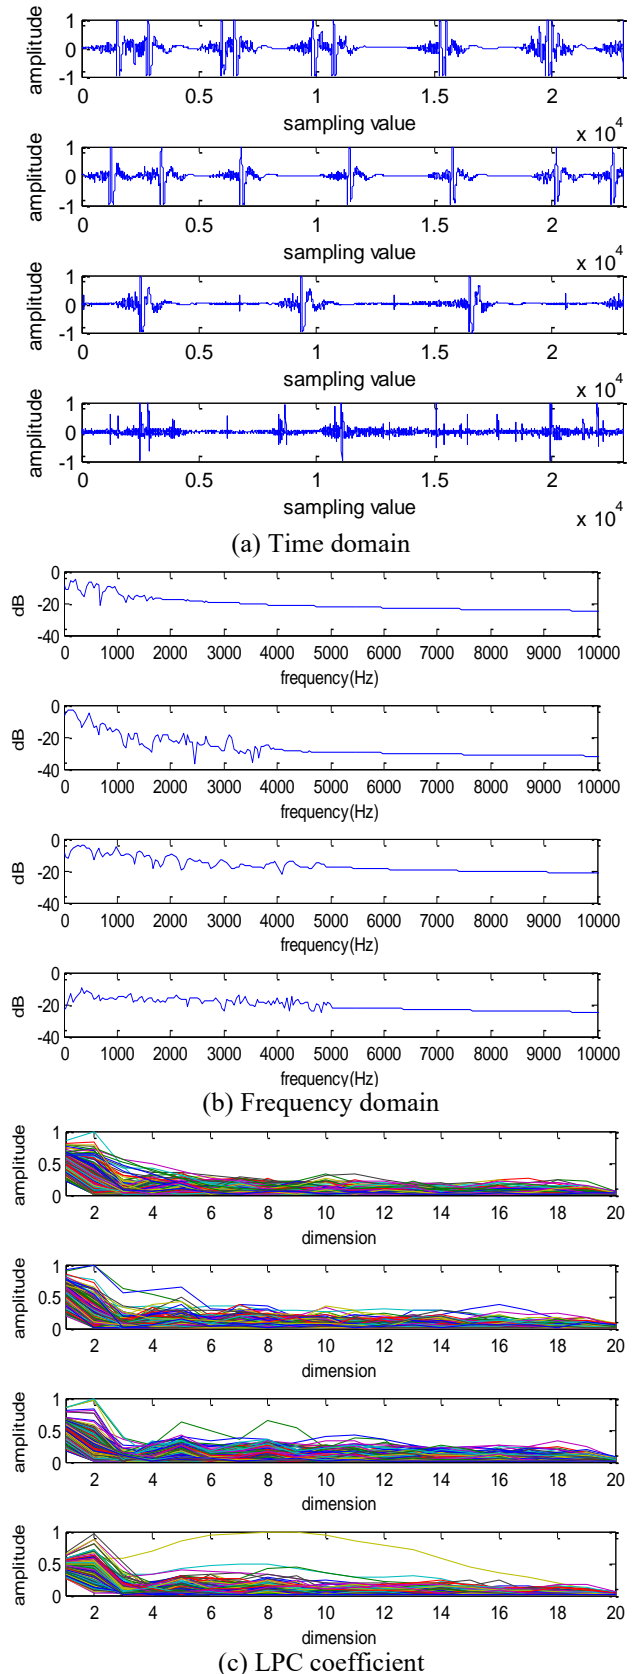 1
0
-1
amplitude
0 0.5 1 1.5 2
sampling value
x 10^4
1
0
-1
amplitude
0 0.5 1 1.5 2
sampling value
x 10^4
1
0
-1
amplitude
0 0.5 1 1.5 2
sampling value
x 10^4
1
0
-1
amplitude
0.5 1 1.5 2
sampling value
x 10^4
(a) Time domain
0
-20
-40
dB
0 1000 2000 3000 4000 5000 6000 7000 8000 9000 10000
frequency(Hz)
0
-20
-40
dB
0 1000 2000 3000 4000 5000 6000 7000 8000 9000 10000
frequency(Hz)
0
-20
-40
dB
0 1000 2000 3000 4000 5000 6000 7000 8000 9000 10000
frequency(Hz)
0
-20
-40
dB
0 1000 2000 3000 4000 5000 6000 7000 8000 9000 10000
frequency(Hz)
(b) Frequency domain
1
0.5
0
amplitude
2 4 6 8 10 12 14 16 18 20
dimension
1
0.5
0
amplitude
2 4 6 8 10 12 14 16 18 20
dimension
1
0.5
0
amplitude
2 4 6 8 10 12 14 16 18 20
dimension
1
0.5
0
amplitude
2 4 6 8 10 12 14 16 18 20
dimension
(c) LPC coefficient